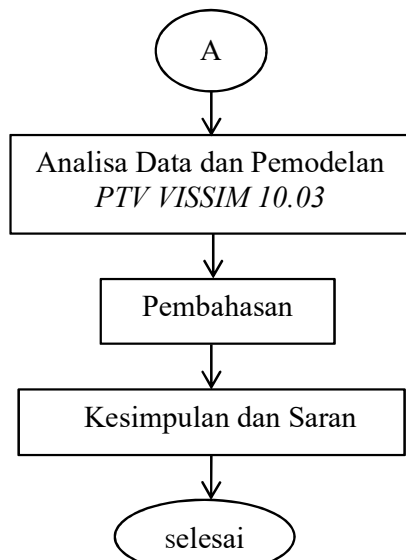 A
Analisa Data dan Pemodelan
PTV VISSIM 10.03
Pembahasan
Kesimpulan dan Saran
selesai